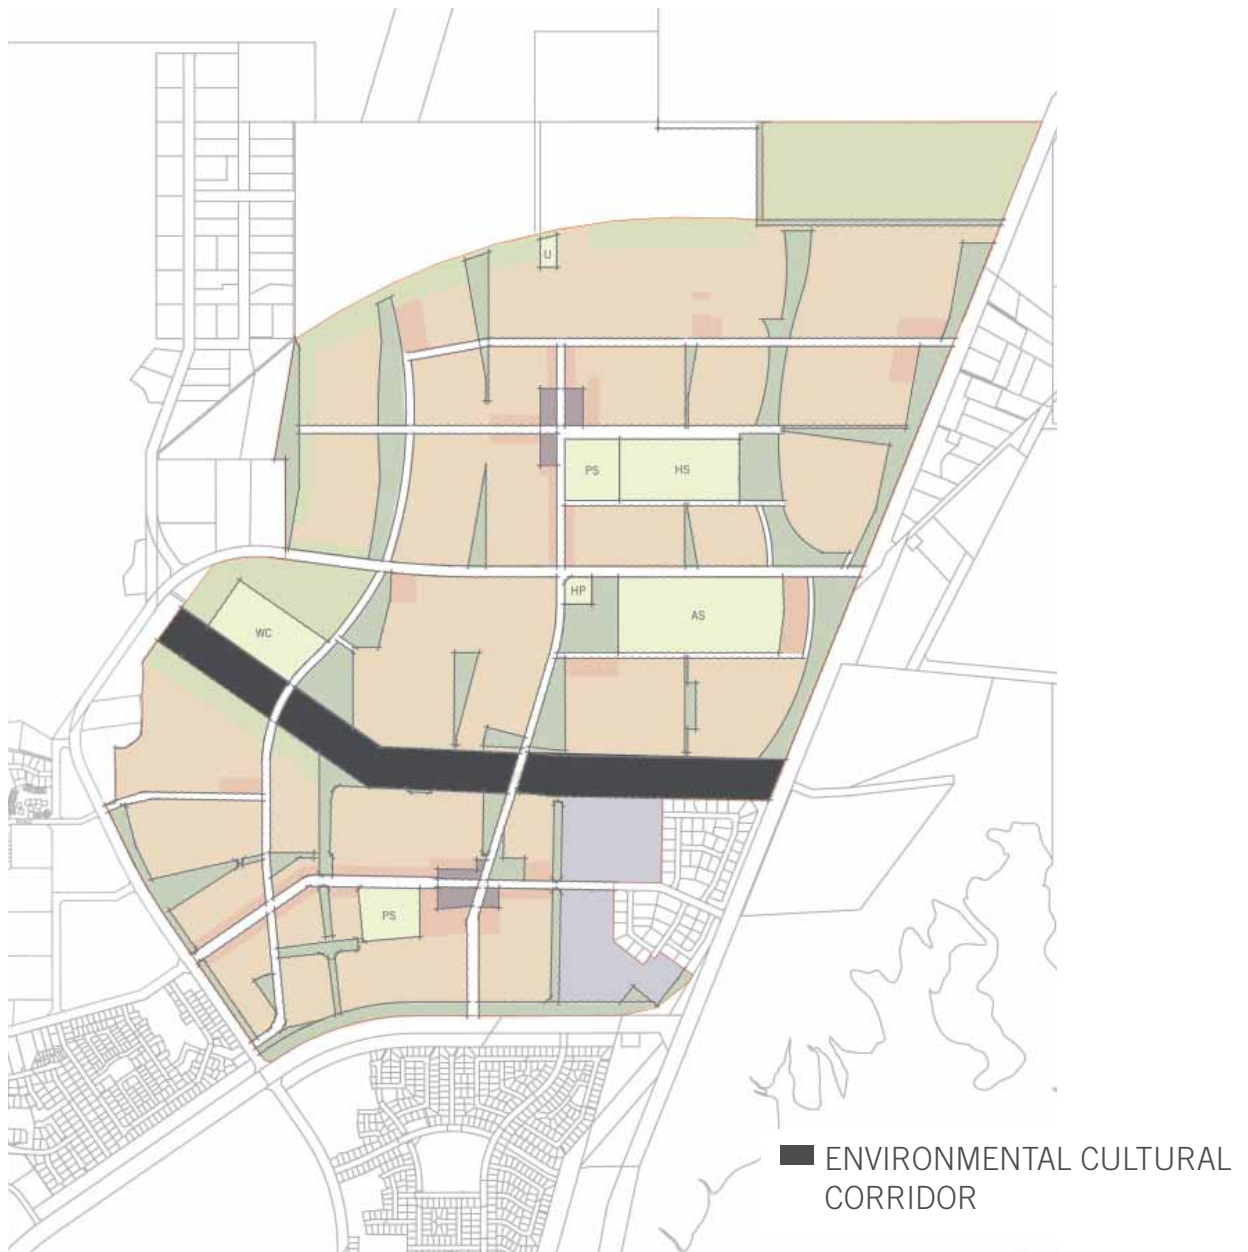 U
PS HS
HP
AS
WC
PS
ENVIRONMENTAL CULTURAL
CORRIDOR